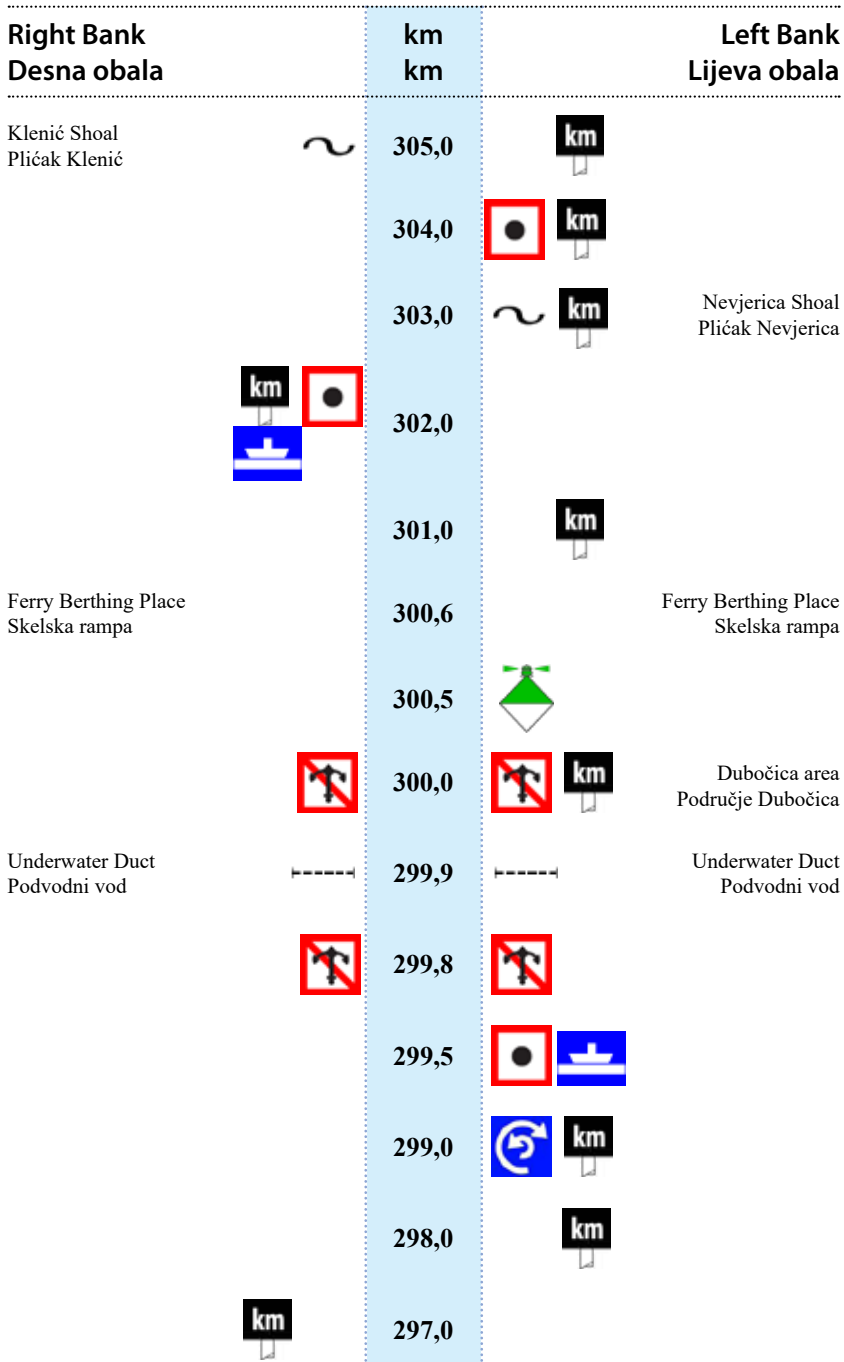 Right Bank km Left Bank
Desna obala km Lijeva obala
Klenić Shoal
Plićak Klenić
305,0 km
304,0 km
303,0 km
Nevjerica Shoal
Plićak Nevjerica
km 302,0
301,0 km
Ferry Berthing Place
Skelska rampa
300,6
Ferry Berthing Place
Skelska rampa
300,5
300,0 km
Dubočica area
Područje Dubočica
Underwater Duct
Podvodni vod
299,9
Underwater Duct
Podvodni vod
299,8
299,5
299,0 km
298,0 km
km 297,0